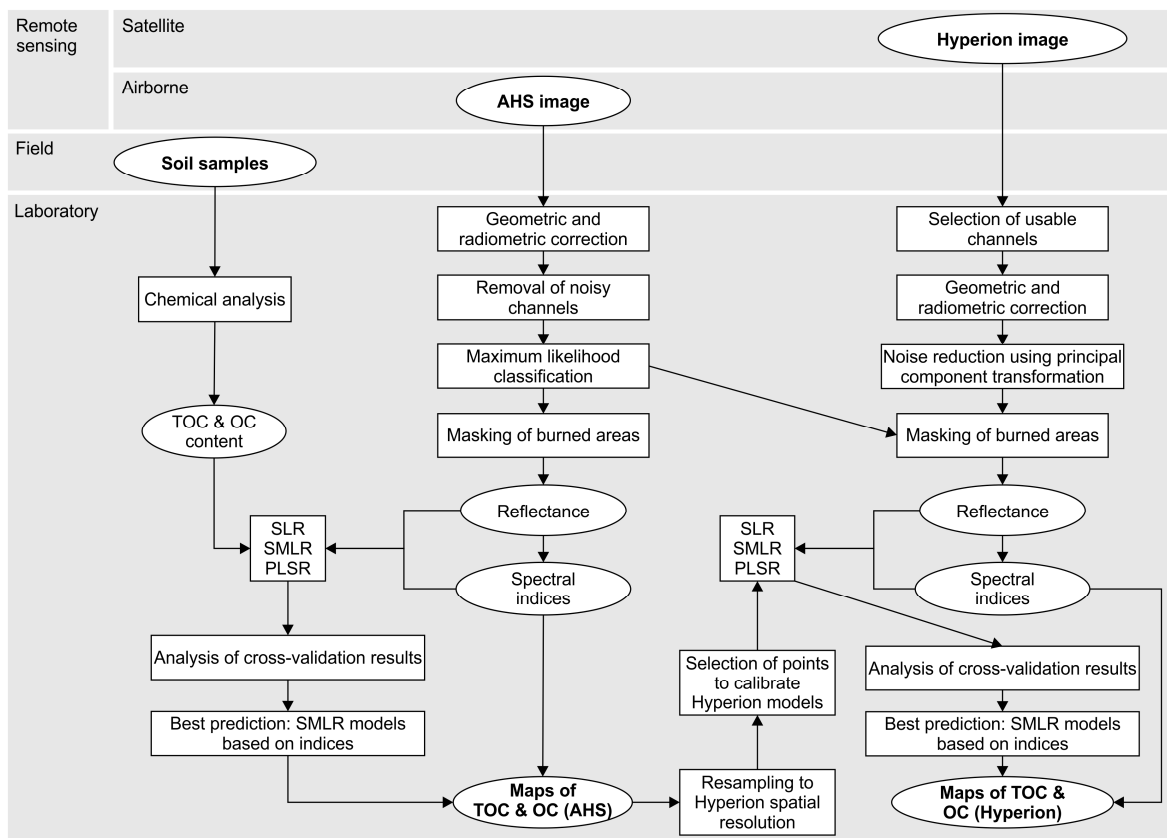 Remote
sensing
Satellite
Hyperion image
Airborne
AHS image
Field
Soil samples
Laboratory
Geometric and
radiometric correction
Selection of usable
channels
Chemical analysis
Removal of noisy
channels
Geometric and
radiometric correction
Maximum likelihood
classification
Noise reduction using principal
component transformation
TOC & OC
content
Masking of burned areas
Masking of burned areas
Reflectance
Reflectance
SLR
SMLR
PLSR
SLR
SMLR
PLSR
Spectral
indices
Spectral
indices
Analysis of cross-validation results
Selection of points
to calibrate
Hyperion models
Analysis of cross-validation results
Best prediction: SMLR models
based on indices
Best prediction: SMLR models
based on indices
Maps of
TOC & OC (AHS)
Resampling to
Hyperion spatial
resolution
Maps of TOC &
OC (Hyperion)